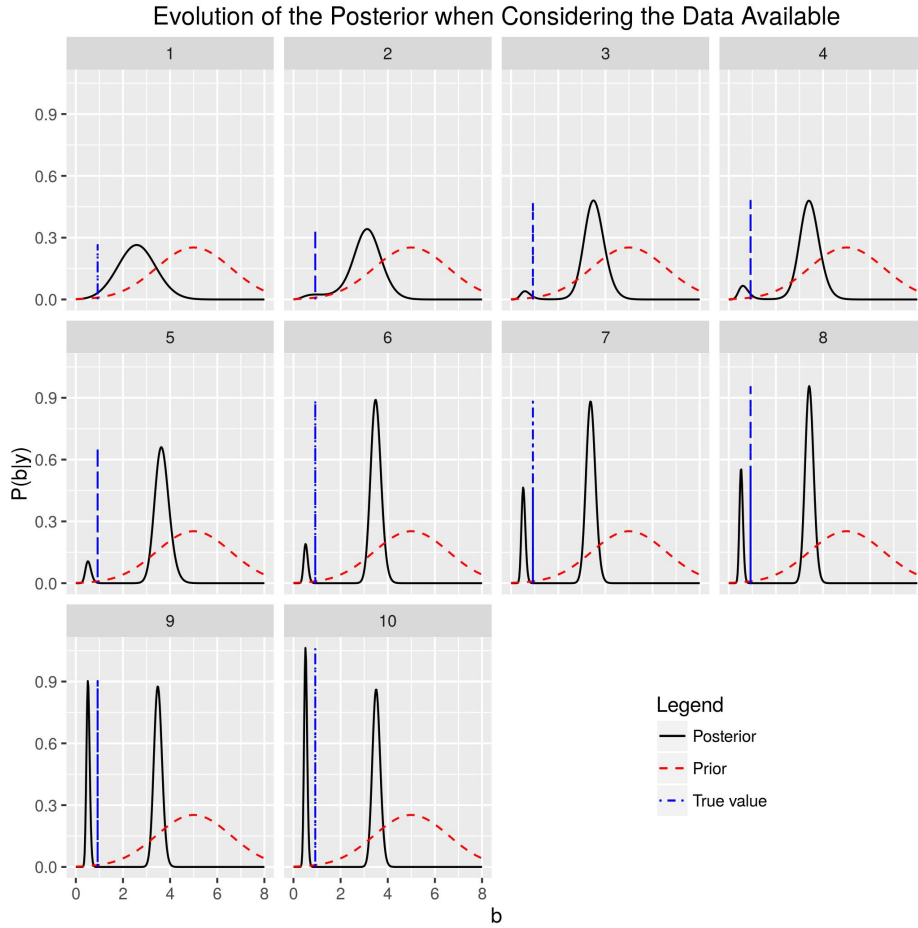 Evolution of the Posterior when Considering the Data Available
1 2 3 4
0.9
0.6
0.3
0.0
5 6 7 8
0.9
0.6
0.3
0.0
P(b|y)
9 10
0.9
0.6
0.3
0.0
0 2 4 6 8 0 2 4 6 8
b
Legend
Posterior
Prior
True value